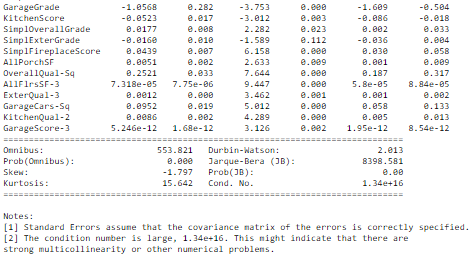 GarageGrade -1.0568 0.282 -3.753 0.000 -1.609 -0.504
KitchenScore -0.0523 0.017 -3.012 0.003 -0.086 -0.018
SimplOverallGrade 0.0177 0.008 2.282 0.023 0.002 0.033
SimplExterGrade -0.0160 0.010 -1.589 0.112 -0.036 0.004
SimplFireplaceScore 0.0439 0.007 6.158 0.000 0.030 0.058
AllPorchSF 0.0051 0.002 2.633 0.009 0.001 0.009
OverallQual-Sq 0.2521 0.033 7.644 0.000 0.187 0.317
AllFlrsSF-3 7.318e-05 7.75e-06 9.447 0.000 5.8e-05 8.84e-05
ExterQual-3 0.0012 0.000 3.462 0.001 0.001 0.002
GarageCars-Sq 0.0952 0.019 5.012 0.000 0.058 0.133
KitchenQual-2 0.0086 0.002 4.289 0.000 0.005 0.013
GarageScore-3 5.246e-12 1.68e-12 3.126 0.002 1.95e-12 8.54e-12
==============================================================================
Omnibus: 553.821 Durbin-Watson: 2.013
Prob(Omnibus): 0.000 Jarque-Bera (JB): 8398.581
Skew: -1.797 Prob(JB): 0.00
Kurtosis: 15.642 Cond. No. 1.34e+16
==============================================================================
Notes:
[1] Standard Errors assume that the covariance matrix of the errors is correctly specified.
[2] The condition number is large, 1.34e+16. This might indicate that there are
strong multicollinearity or other numerical problems.